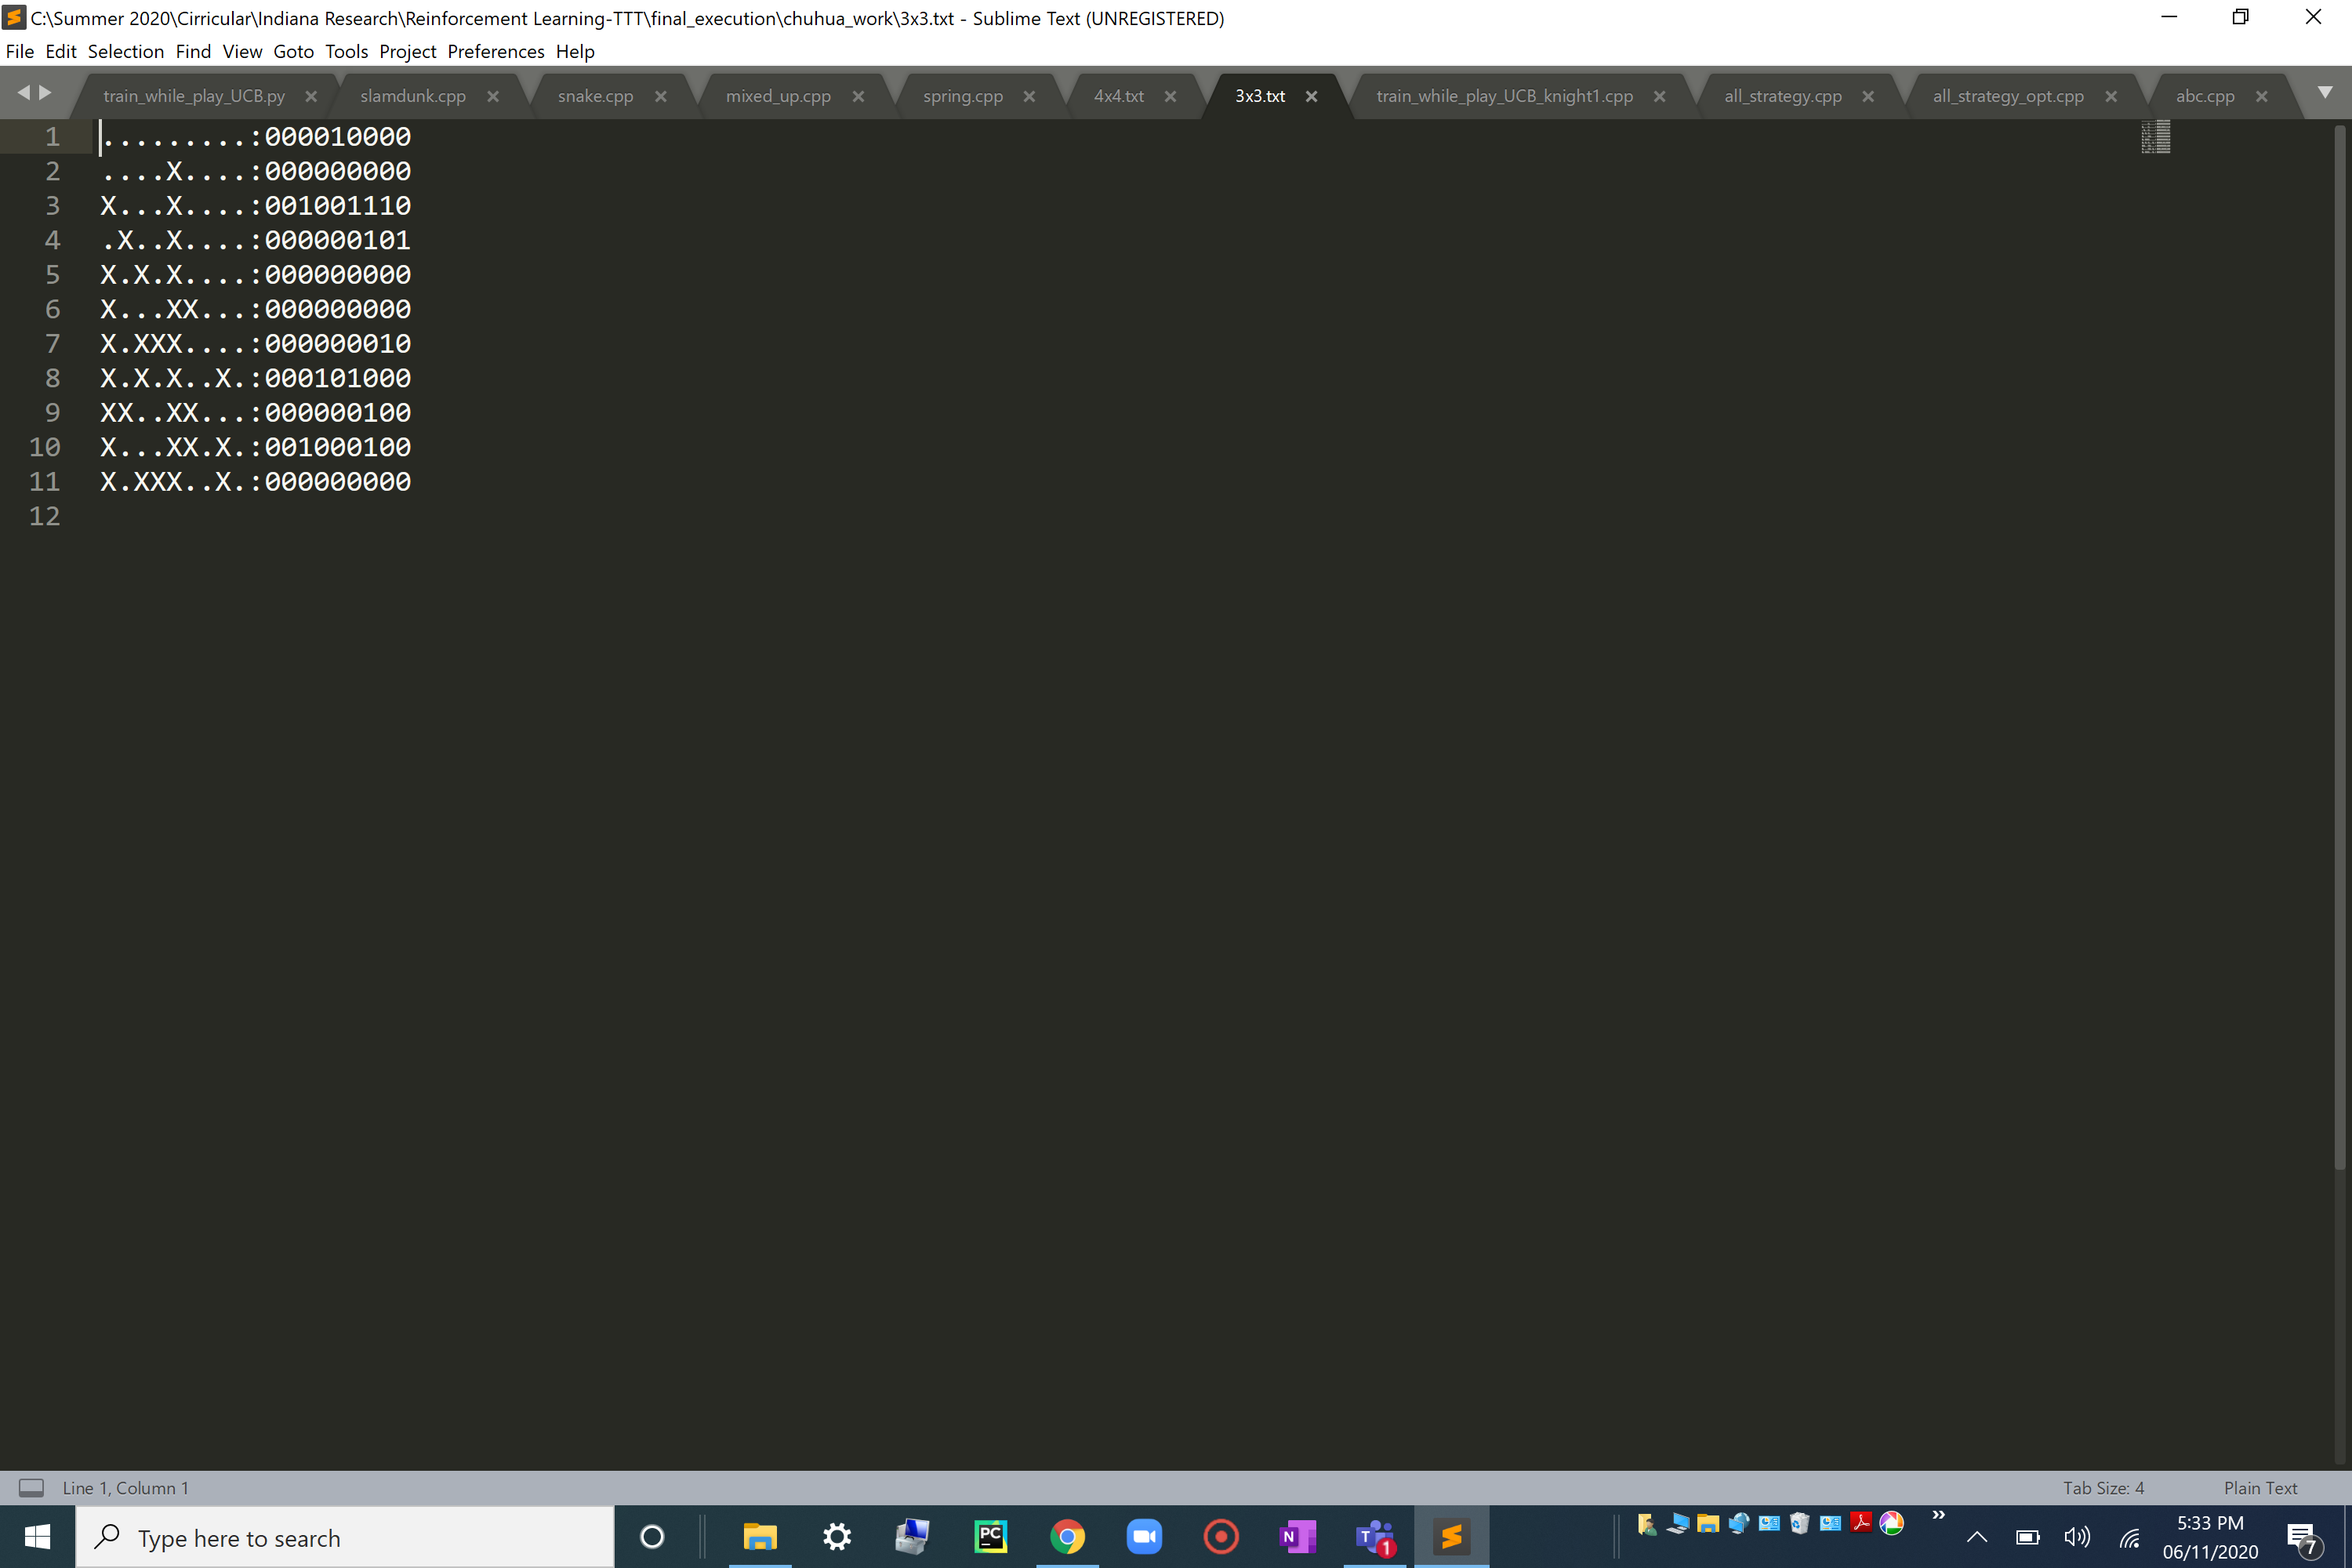 C:\Summer 2020\Cirricular\Indiana Research\Reinforcement Learning-TTT\final_execution\chuhua_work\3x3.txt - Sublime Text (UNREGISTERED)
File Edit Selection Find View Goto Tools Project Preferences Help
train_while_play_UCB.py slamdunk.cpp snake.cpp mixed_up.cpp spring.cpp 4x4.txt 3x3.txt train_while_play_UCB_knight1.cpp all_strategy.cpp all_strategy_opt.cpp abc.cpp
1 .........:000010000
2 ....X....:000000000
3 X...X....:001001110
4 .X..X....:000000101
5 X.X.X....:000000000
6 X...XX...:000000000
7 X.XXX....:000000010
8 X.X.X..X.:000101000
9 XX..XX...:000000100
10 X...XX.X.:001000100
11 X.XXX..X.:000000000
12
Line 1, Column 1 Tab Size: 4 Plain Text
Type here to search PC N T 1 5:33 PM
06/11/2020 7